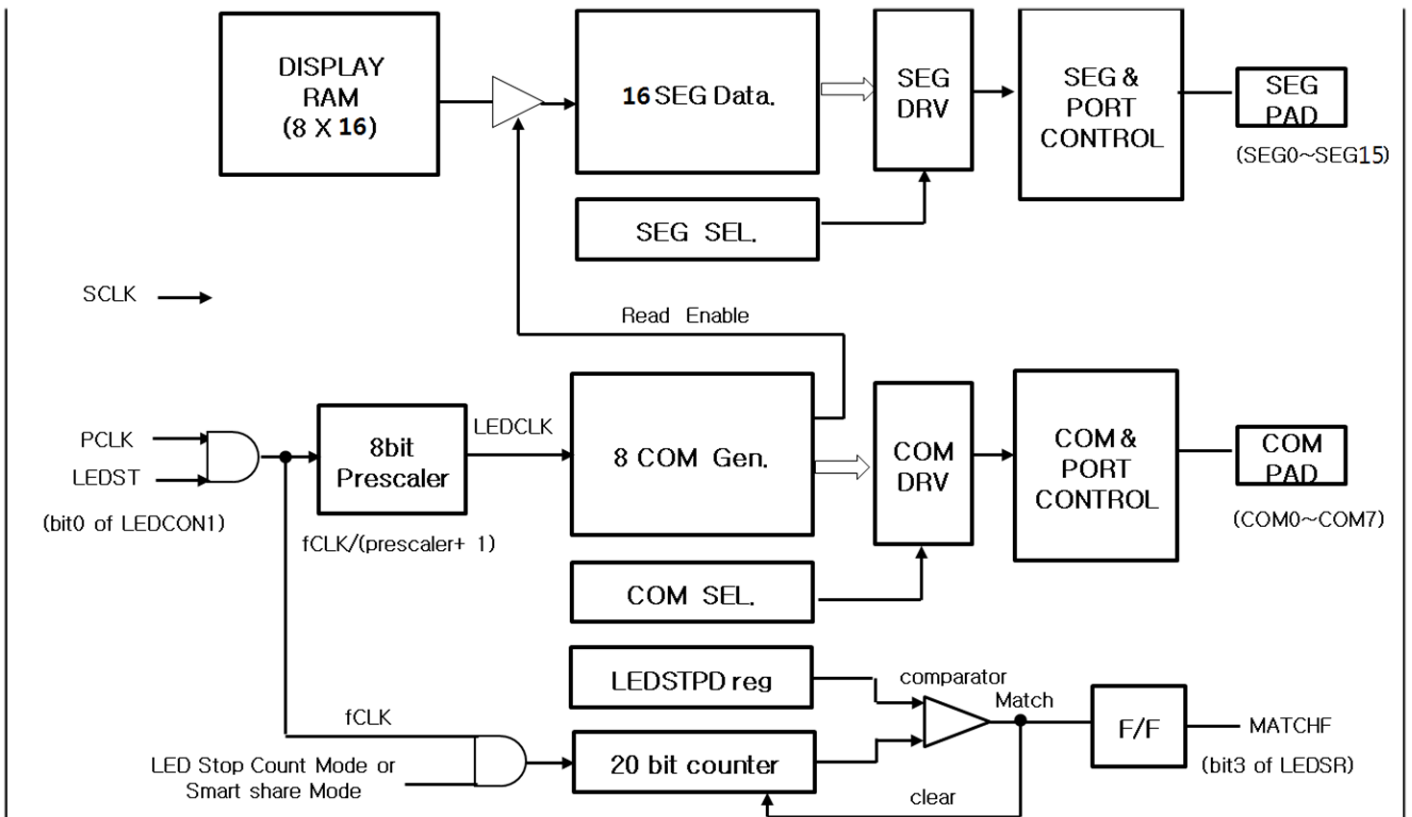 DISPLAY
RAM
(8 X 16)
16 SEG Data.
SEG
DRV
SEG &
PORT
CONTROL
SEG
PAD
(SEG0~SEG15)
SEG SEL.
SCLK
Read Enable
PCLK
LEDST
(bit0 of LEDCON1)
8bit
Prescaler
fCLK/(prescaler+ 1)
LEDCLK
8 COM Gen.
COM
DRV
COM &
PORT
CONTROL
COM
PAD
(COM0~COM7)
COM SEL.
LEDSTPD reg
comparator
Match
fCLK
LED Stop Count Mode or
Smart share Mode
20 bit counter
clear
F/F
MATCHF
(bit3 of LEDSR)